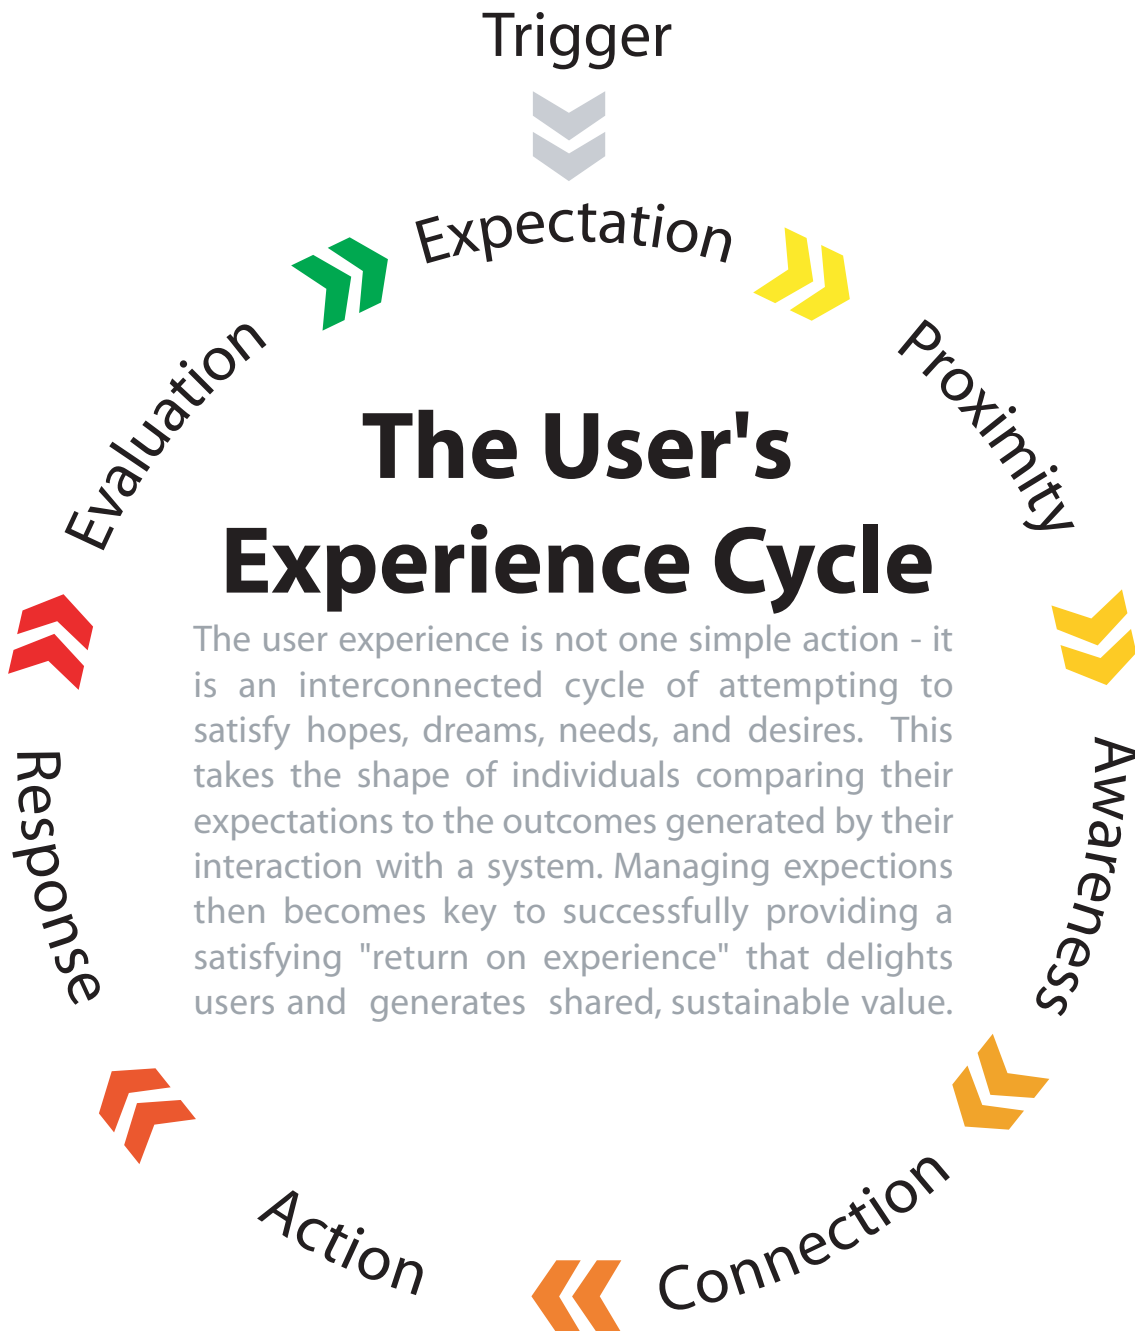 Trigger
Expectation
Proximity
Awareness
Connection
Action
Response
Evaluation
The User's
Experience Cycle
The user experience is not one simple action - it
is an interconnected cycle of attempting to
satisfy hopes, dreams, needs, and desires. This
takes the shape of individuals comparing their
expectations to the outcomes generated by their
interaction with a system. Managing expections
then becomes key to successfully providing a
satisfying "return on experience" that delights
users and generates shared, sustainable value.